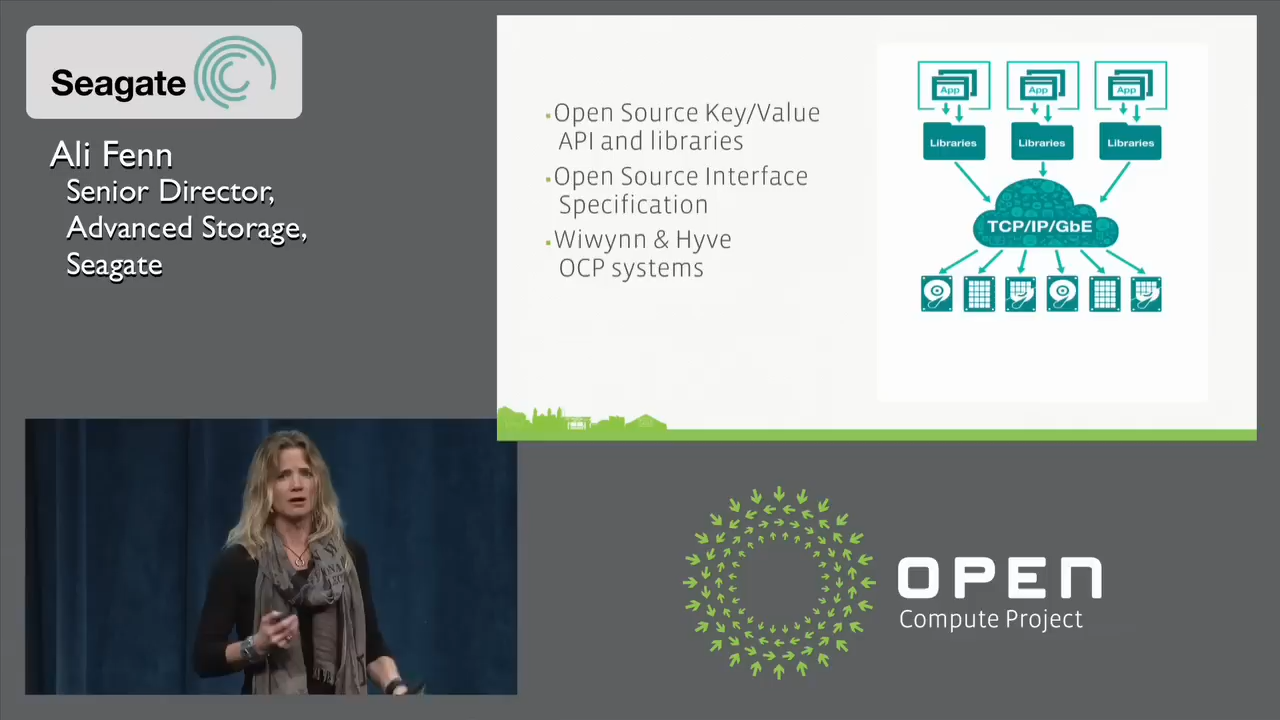 Seagate
Ali Fenn
Senior Director,
Advanced Storage,
Seagate
Open Source Key/Value
API and libraries
Open Source Interface
Specification
Wiwynn & Hyve
OCP systems
App
App
App
Libraries
Libraries
Libraries
TCP/IP/GbE
OPEN
Compute Project